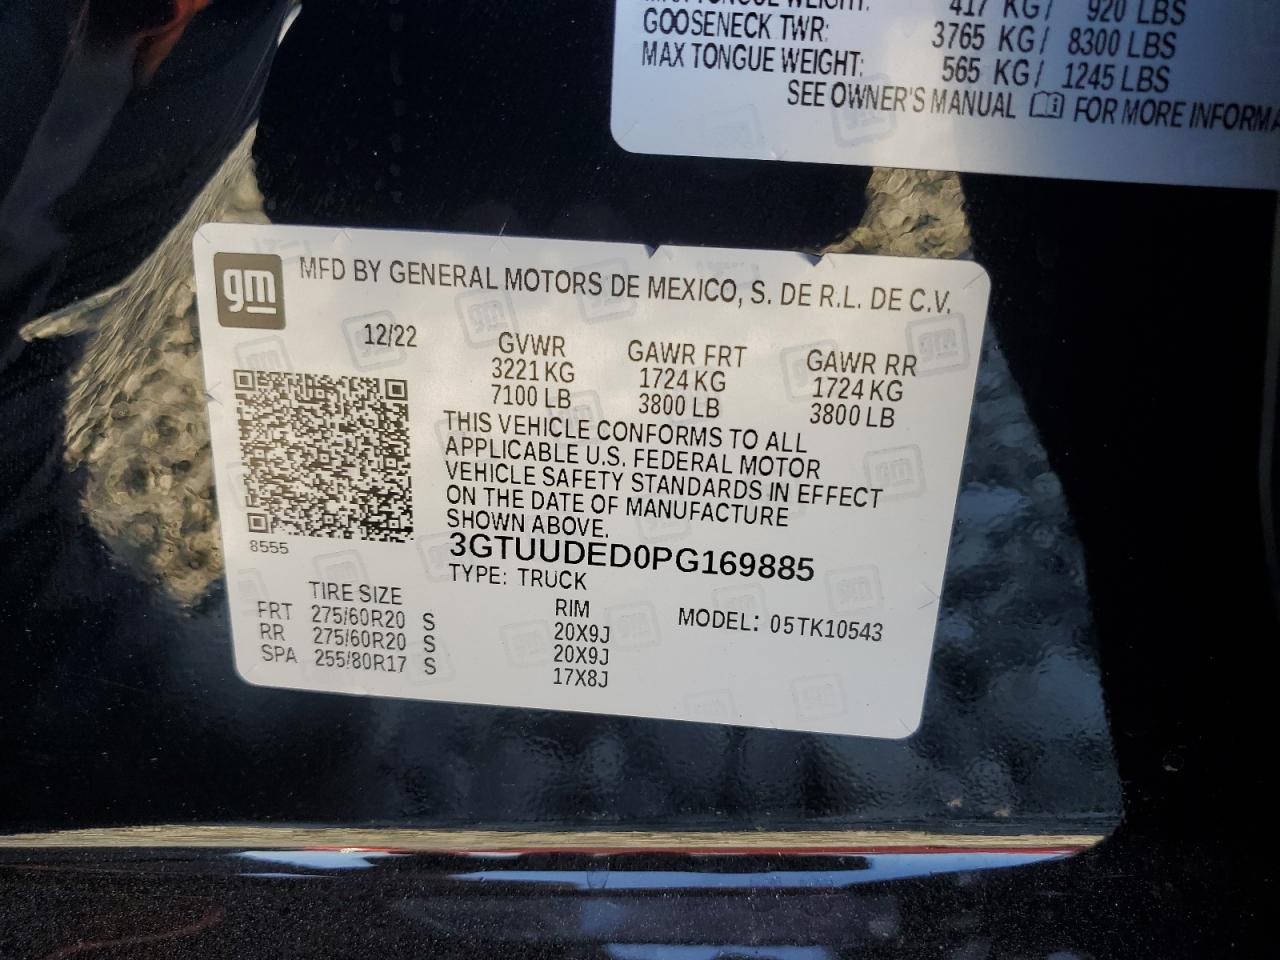 417 KG/ 920 LBS
GOOSENECK TWR: 3765 KG/ 8300 LBS
MAX TONGUE WEIGHT: 565 KG/ 1245 LBS
SEE OWNER'S MANUAL FOR MORE INFORMA
gm MFD BY GENERAL MOTORS DE MEXICO, S. DE R.L. DE C.V.
12/22 GVWR GAWR FRT GAWR RR
3221 KG 1724 KG 1724 KG
7100 LB 3800 LB 3800 LB
THIS VEHICLE CONFORMS TO ALL
APPLICABLE U.S. FEDERAL MOTOR
VEHICLE SAFETY STANDARDS IN EFFECT
ON THE DATE OF MANUFACTURE
SHOWN ABOVE.
8555 3GTUUDED0PG169885
TYPE: TRUCK
TIRE SIZE RIM MODEL: 05TK10543
FRT 275/60R20 S 20X9J
RR 275/60R20 S 20X9J
SPA 255/80R17 S 17X8J